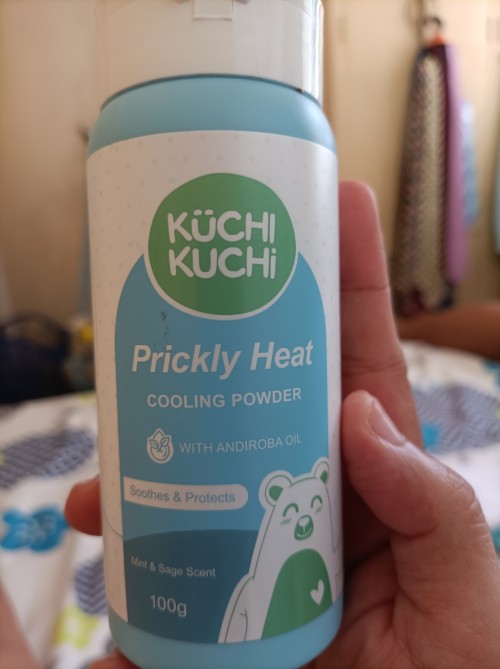 KüCHI
KUCHi
Prickly Heat
COOLING POWDER
WITH ANDIROBA OIL
Soothes & Protects
Mint & Sage Scent
100g